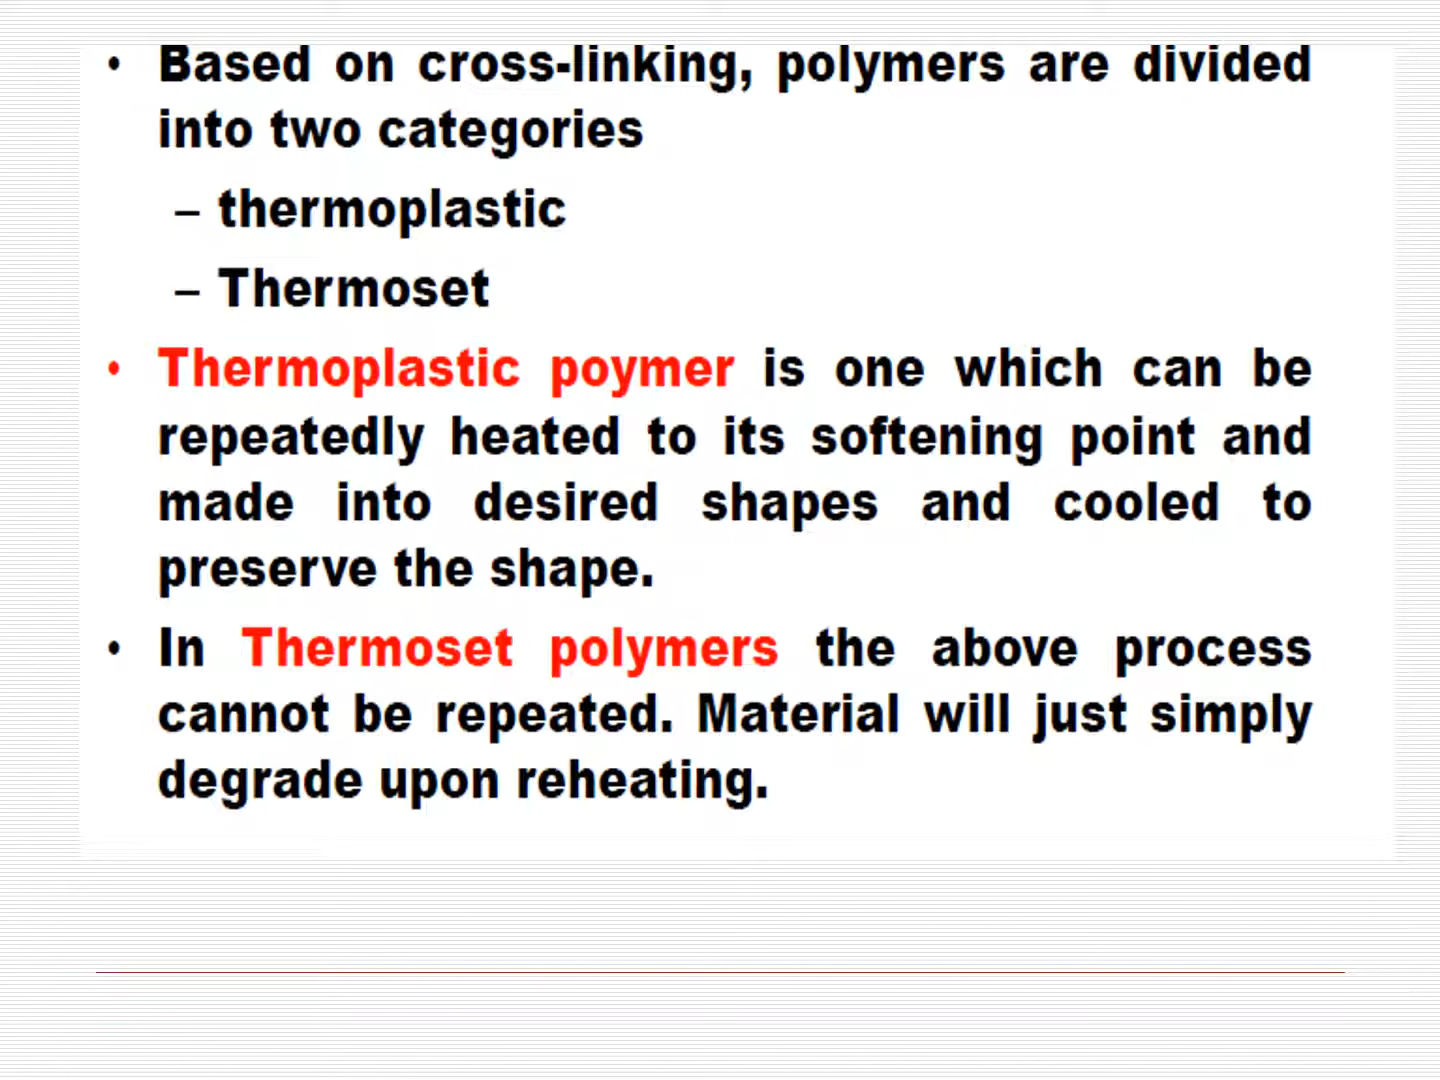 • Based on cross-linking, polymers are divided
into two categories
– thermoplastic
– Thermoset
• Thermoplastic poymer is one which can be
repeatedly heated to its softening point and
made into desired shapes and cooled to
preserve the shape.
• In Thermoset polymers the above process
cannot be repeated. Material will just simply
degrade upon reheating.